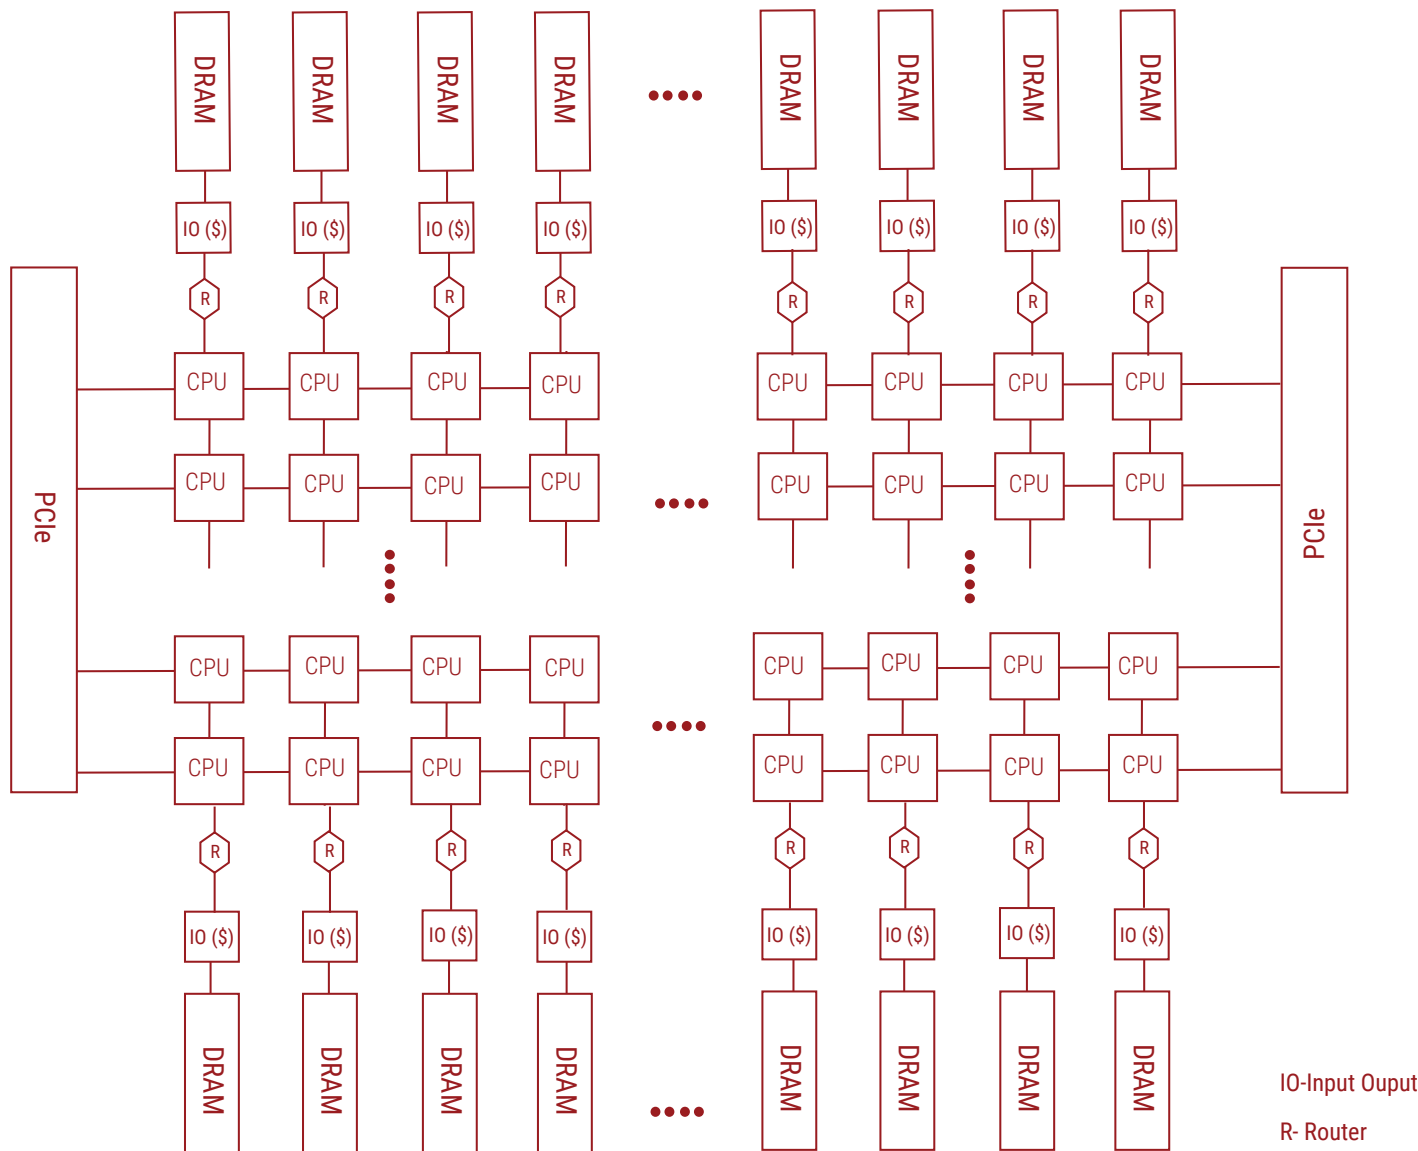 DRAM DRAM DRAM DRAM DRAM DRAM DRAM DRAM
IO ($) IO ($) IO ($) IO ($) IO ($) IO ($) IO ($) IO ($)
R R R R R R R R
CPU CPU CPU CPU CPU CPU CPU CPU
CPU CPU CPU CPU CPU CPU CPU CPU
PCIe PCIe
CPU CPU CPU CPU CPU CPU CPU CPU
CPU CPU CPU CPU CPU CPU CPU CPU
R R R R R R R R
IO ($) IO ($) IO ($) IO ($) IO ($) IO ($) IO ($) IO ($)
DRAM DRAM DRAM DRAM DRAM DRAM DRAM DRAM
IO-Input Ouput
R- Router